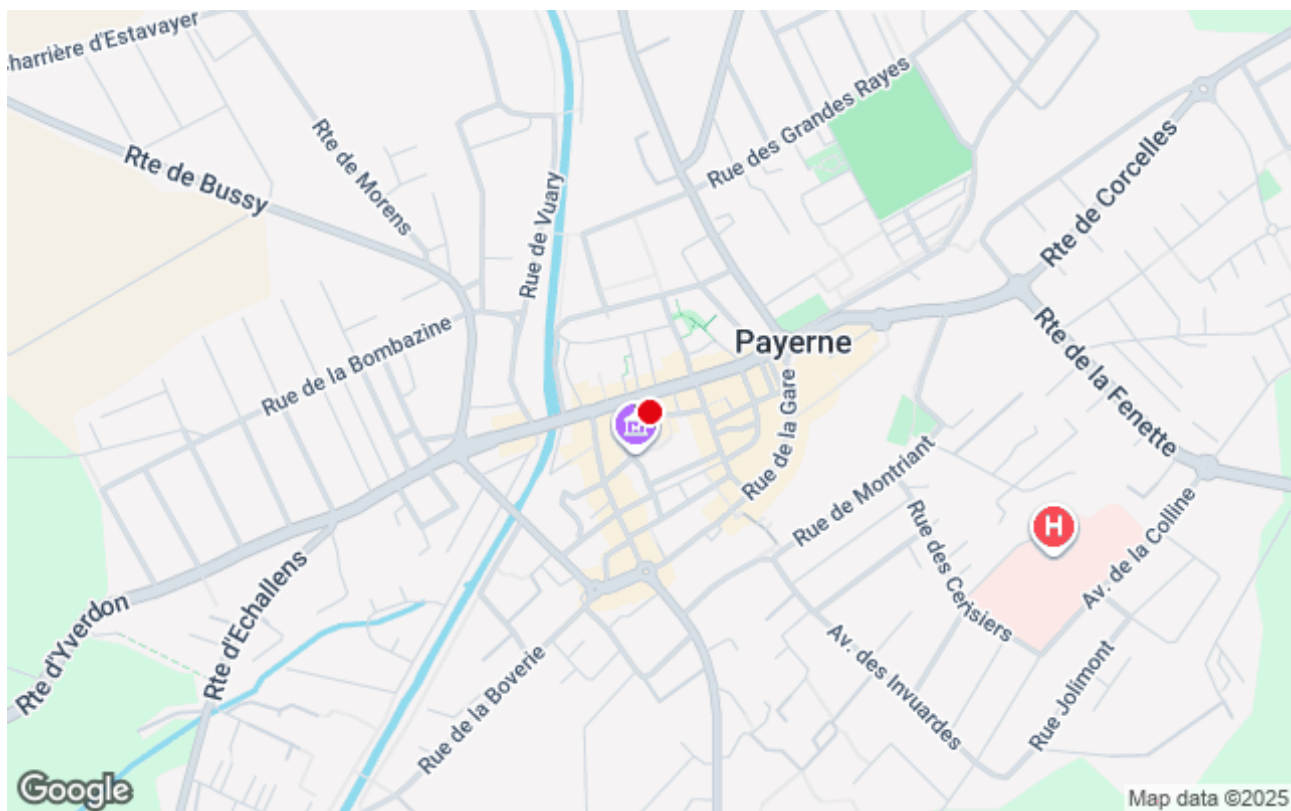 Charrière d'Estavayer
Rte de Bussy
Rte de Morens
Rue de Vuary
Rue des Grandes Rayes
Rte de Corcelles
Rue de la Bombazine
Payerne
Rte de la Fenette
Rue de la Gare
Rue de Montriant
H
Rue des Cerisiers
Av. de la Colline
Rte d'Yverdon
Rte d'Echallens
Rue de la Boverie
Av. des Invuardes
Rue Jolimont
Google
Map data ©2025